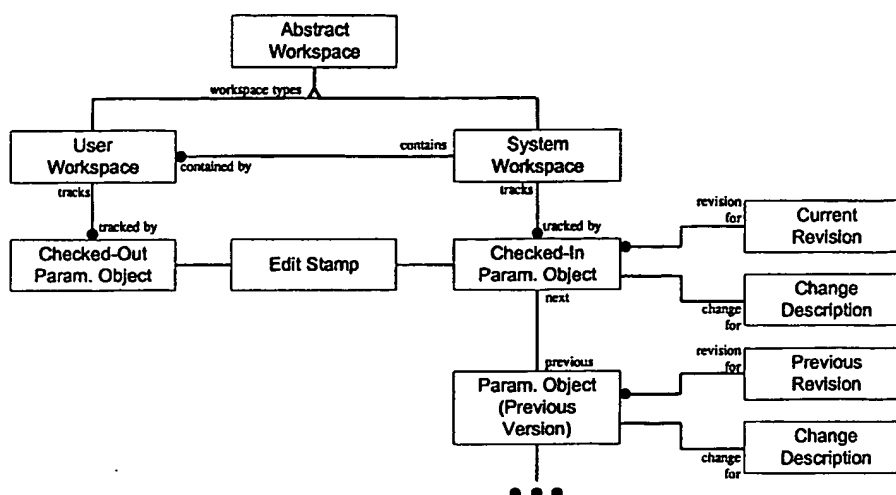 Abstract
Workspace
workspace types
User
Workspace
contained by
contains
System
Workspace
tracks
tracks
tracked by
tracked by
Checked-Out
Param. Object
Edit Stamp
Checked-In
Param. Object
next
revision
for
Current
Revision
change
for
Change
Description
previous
Param. Object
(Previous
Version)
revision
for
Previous
Revision
change
for
Change
Description